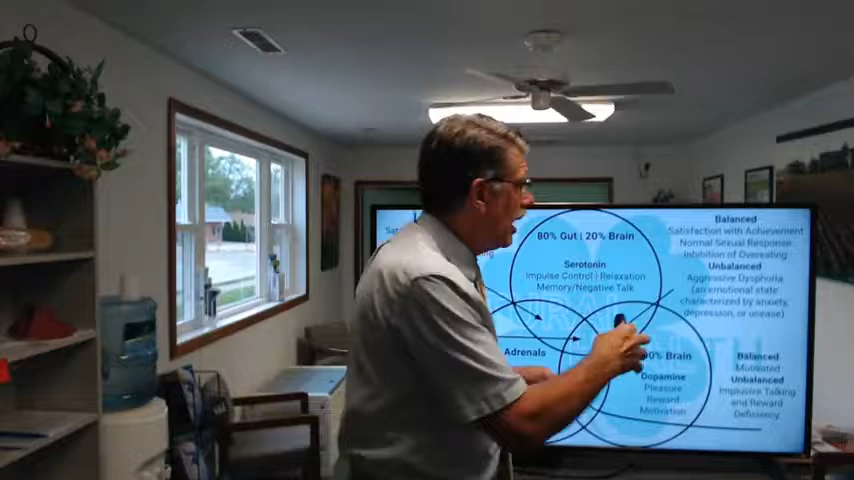 80% Gut | 20% Brain
Serotonin
Impulse Control | Relaxation
Memory/Negative Talk
Balanced
Satisfaction with Achievement
Normal Sexual Response
Inhibition of Overeating
Unbalanced
Aggressive Dysphoria
(an emotional state
characterized by anxiety,
depression, or unease)
Adrenals
Brain
Dopamine
Pleasure
Reward
Motivation
Balanced
Motivated
Unbalanced
Impulsive Talking
and Reward
Deficiency